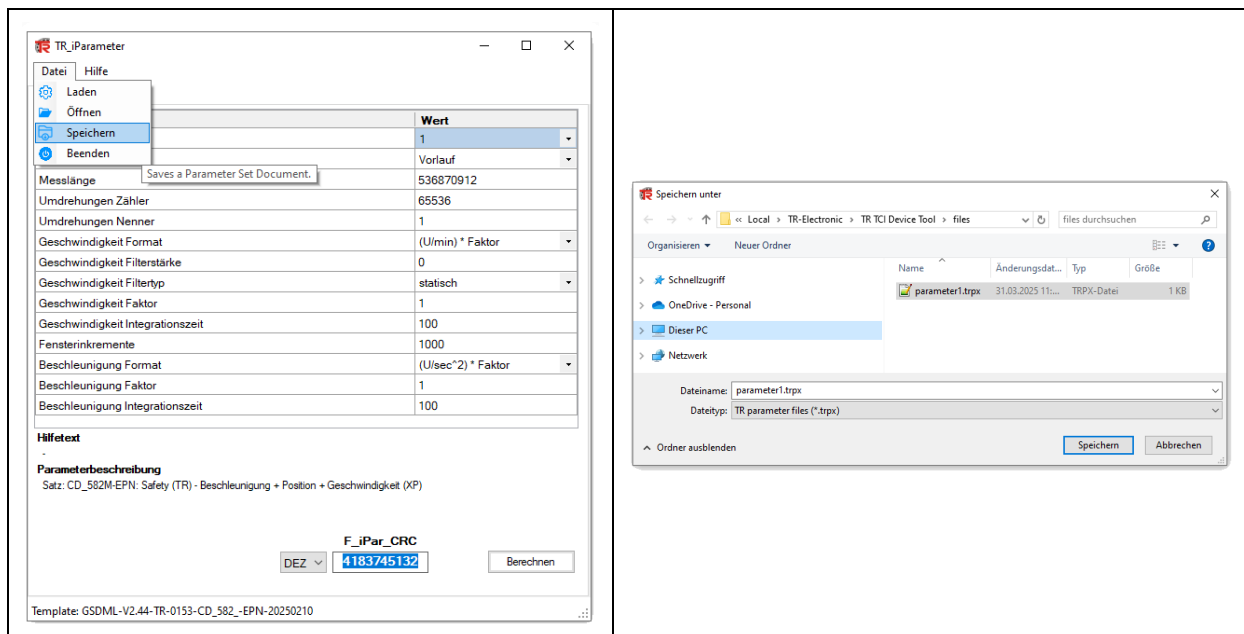 TR_iParameter
Datei Hilfe
Laden
Öffnen
Speichern
Beenden
Saves a Parameter Set Document.
Wert
1
Vorlauf
Messlänge 536870912
Umdrehungen Zähler 65536
Umdrehungen Nenner 1
Geschwindigkeit Format (U/min) * Faktor
Geschwindigkeit Filterstärke 0
Geschwindigkeit Filtertyp statisch
Geschwindigkeit Faktor 1
Geschwindigkeit Integrationszeit 100
Fensterinkremente 1000
Beschleunigung Format (U/sec^2) * Faktor
Beschleunigung Faktor 1
Beschleunigung Integrationszeit 100
Hilfetext
-
Parameterbeschreibung
Satz: CD_582M-EPN: Safety (TR) - Beschleunigung + Position + Geschwindigkeit (XP)
F_iPar_CRC
DEZ 4183745132 Berechnen
Template: GSDML-V2.44-TR-0153-CD_582_-EPN-20250210
Speichern unter
« Local › TR-Electronic › TR TCI Device Tool › files files durchsuchen
Organisieren Neuer Ordner
Name Änderungsdat... Typ Größe
parameter1.trpx 31.03.2025 11:... TRPX-Datei 1 KB
Schnellzugriff
OneDrive - Personal
Dieser PC
Netzwerk
Dateiname: parameter1.trpx
Dateityp: TR parameter files (*.trpx)
Ordner ausblenden Speichern Abbrechen